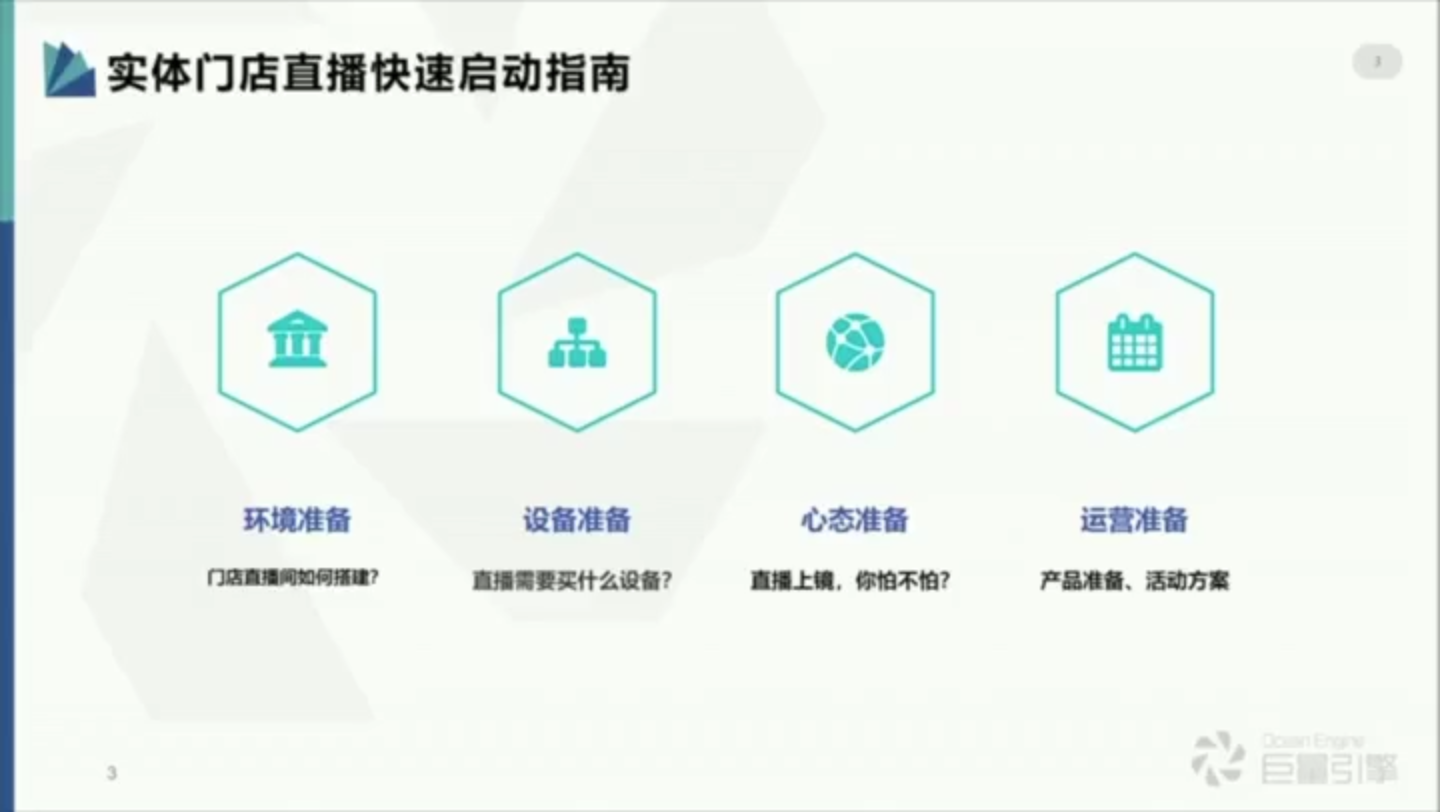 实体门店直播快速启动指南
3
环境准备
设备准备
心态准备
运营准备
门店直播间如何搭建?
直播需要买什么设备?
直播上镜，你怕不怕?
产品准备、活动方案
3
Ocean Engine
巨量引擎